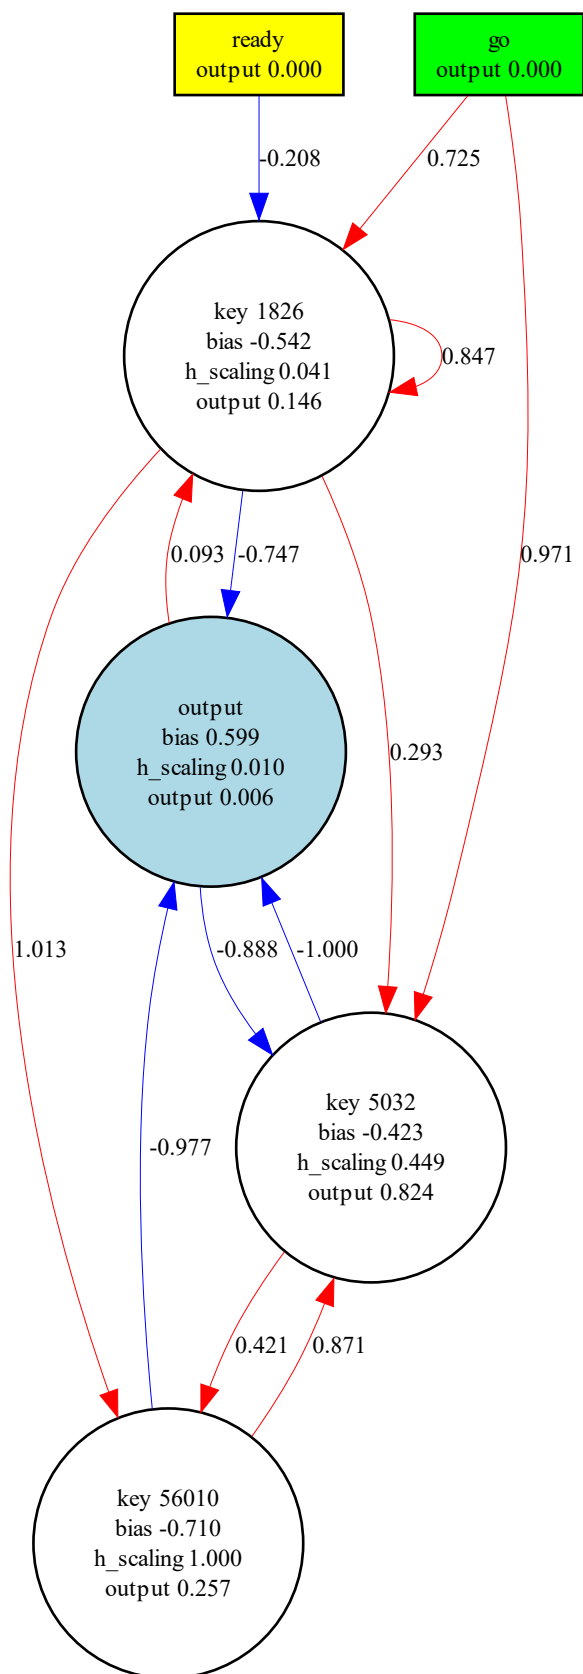 ready
output 0.000
go
output 0.000
-0.208
0.725
key 1826
bias -0.542
h_scaling 0.041
output 0.146
0.847
0.093
-0.747
0.971
output
bias 0.599
h_scaling 0.010
output 0.006
0.293
1.013
-0.888
-1.000
key 5032
bias -0.423
h_scaling 0.449
output 0.824
-0.977
0.421
0.871
key 56010
bias -0.710
h_scaling 1.000
output 0.257